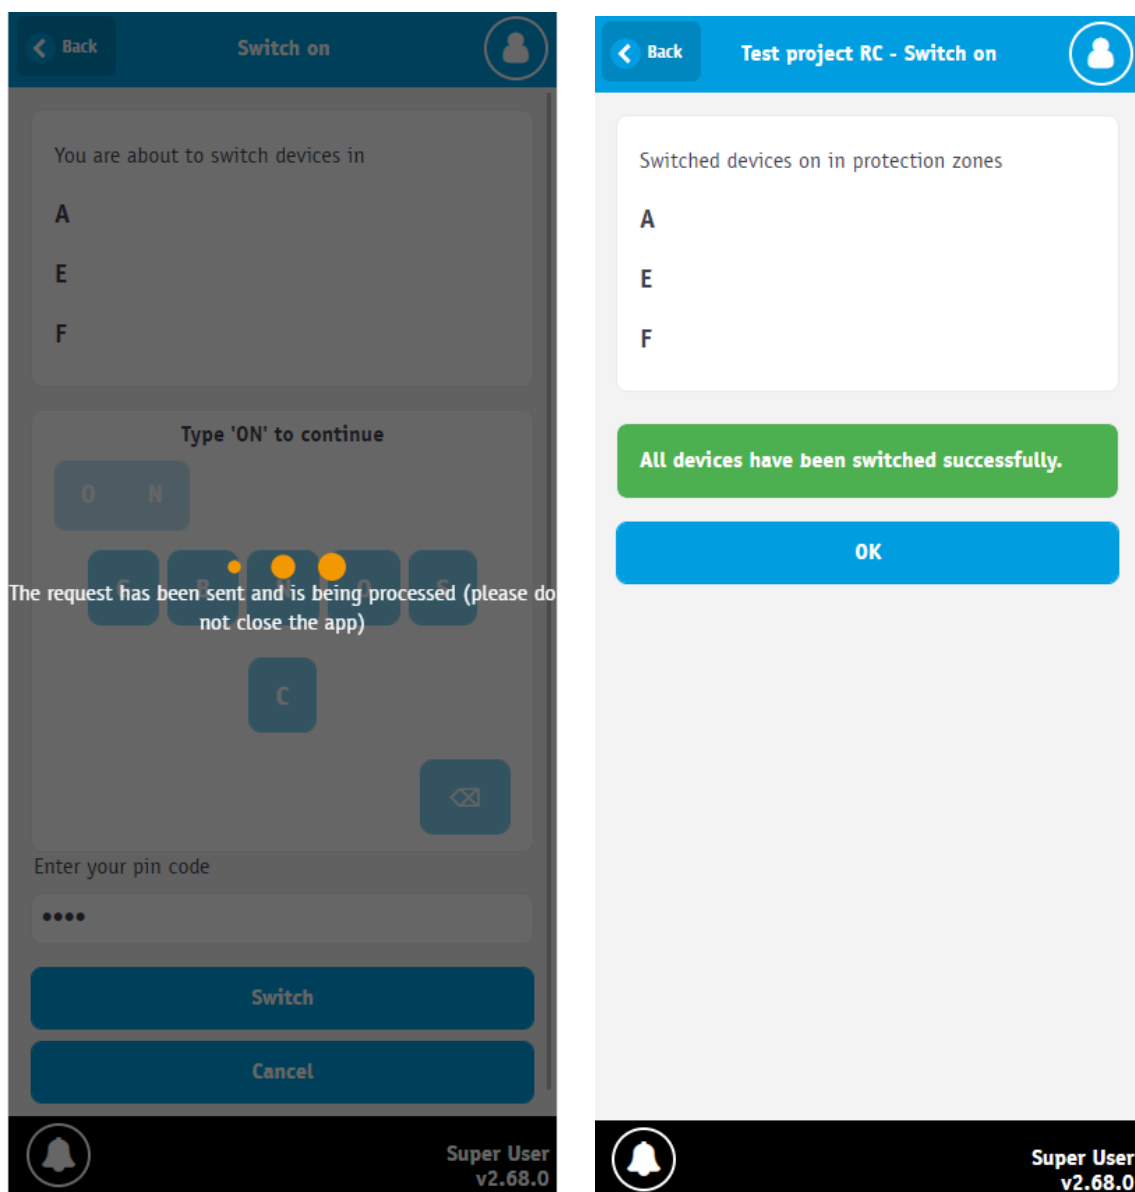 Back
Switch on
You are about to switch devices in
A
E
F
Type 'ON' to continue
O N
The request has been sent and is being processed (please do
not close the app)
C
⌫
Enter your pin code
••••
Switch
Cancel
Super User
v2.68.0
Back
Test project RC - Switch on
Switched devices on in protection zones
A
E
F
All devices have been switched successfully.
OK
Super User
v2.68.0